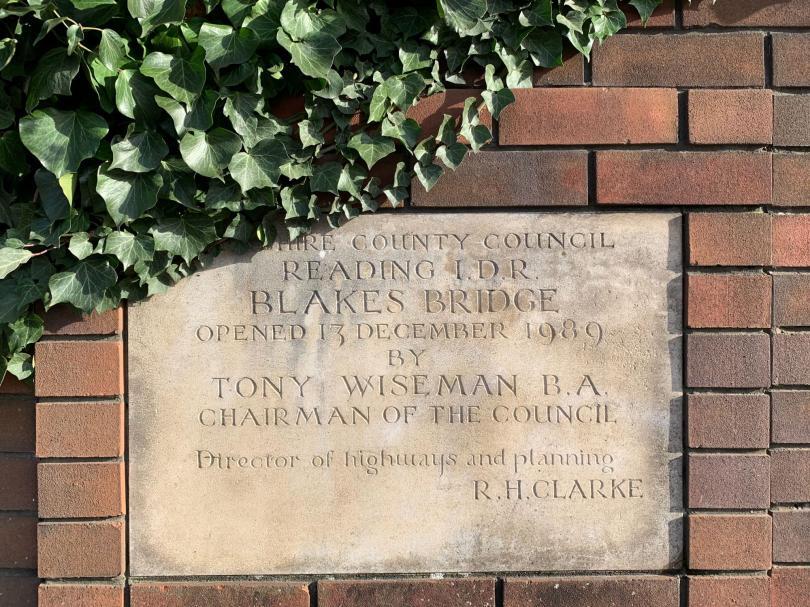 HIRE COUNTY COUNCIL
READING I.D.R.
BLAKES BRIDGE
OPENED 13 DECEMBER 1989
BY
TONY WISEMAN B.A.
CHAIRMAN OF THE COUNCIL
Director of highways and planning
R.H.CLARKE